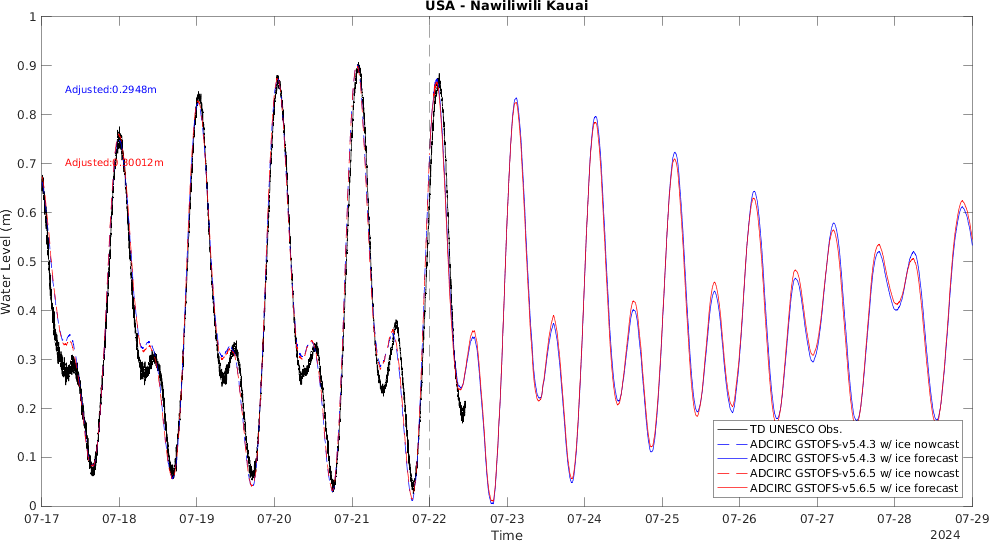 USA - Nawiliwili Kauai
1
0.9
0.8
0.7
0.6
0.5
0.4
0.3
0.2
0.1
0
Water Level (m)
Adjusted:0.2948m
Adjusted:0.30012m
TD UNESCO Obs.
ADCIRC GSTOFS-v5.4.3 w/ ice nowcast
ADCIRC GSTOFS-v5.4.3 w/ ice forecast
ADCIRC GSTOFS-v5.6.5 w/ ice nowcast
ADCIRC GSTOFS-v5.6.5 w/ ice forecast
07-17 07-18 07-19 07-20 07-21 07-22 07-23 07-24 07-25 07-26 07-27 07-28 07-29
Time
2024